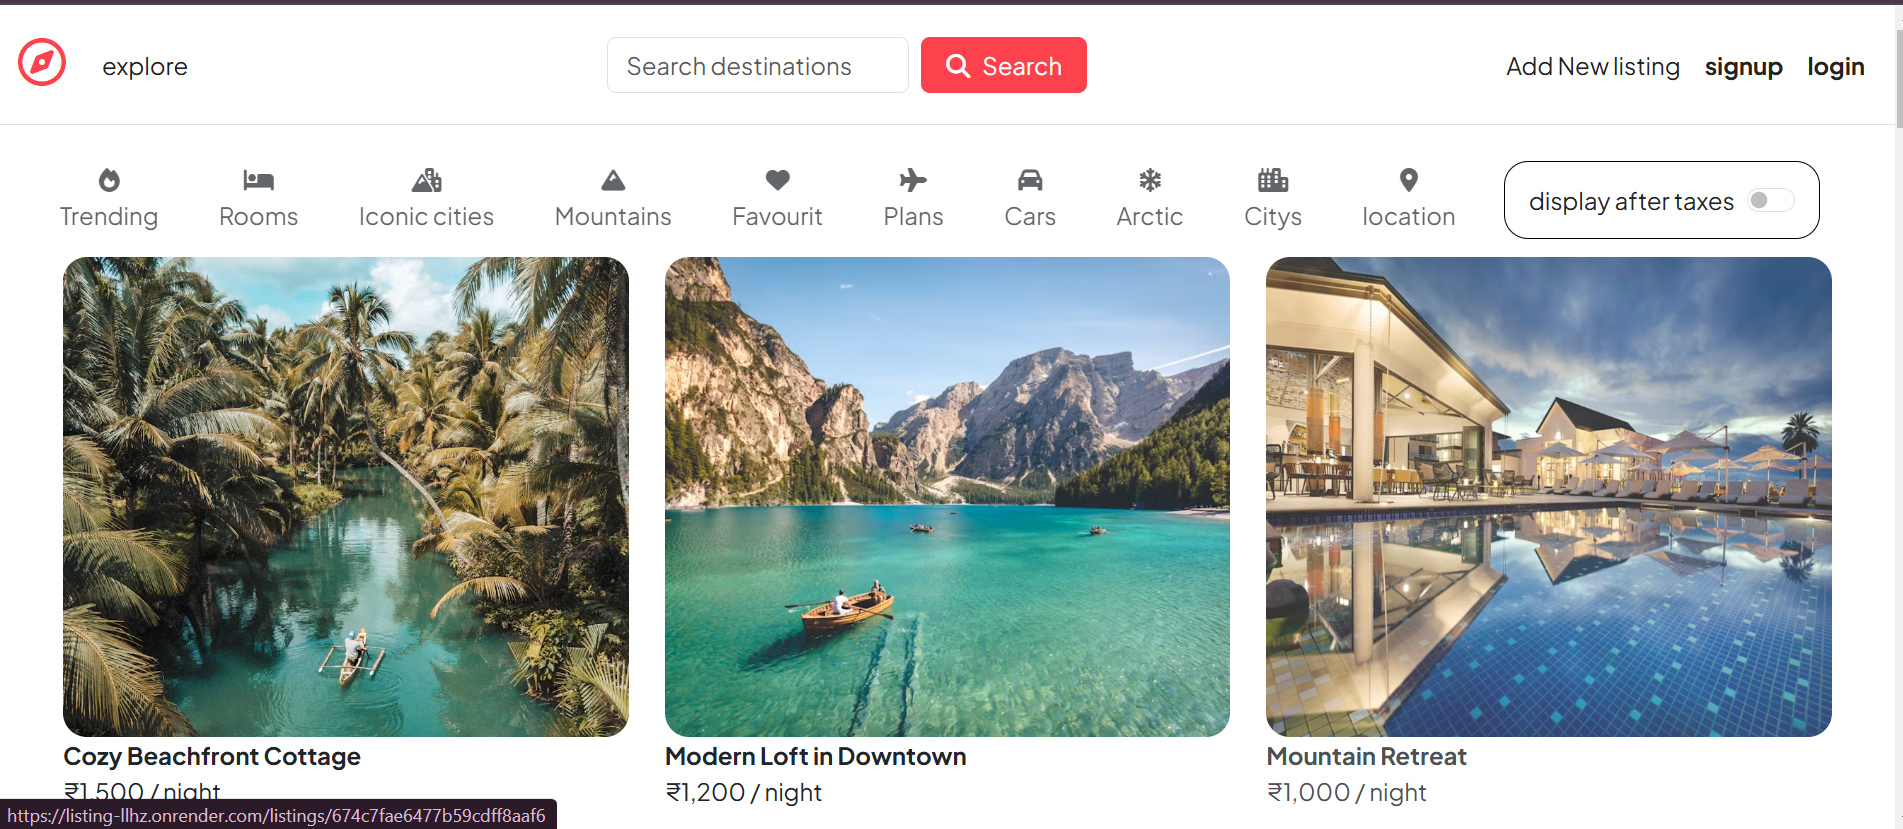 explore
Search destinations
Search
Add New listing
signup
login
Trending
Rooms
Iconic cities
Mountains
Favourit
Plans
Cars
Arctic
Citys
location
display after taxes
Cozy Beachfront Cottage
₹1,500 / night
Modern Loft in Downtown
₹1,200 / night
Mountain Retreat
₹1,000 / night
https://listing-llhz.onrender.com/listings/674c7fae6477b59cdff8aaf6